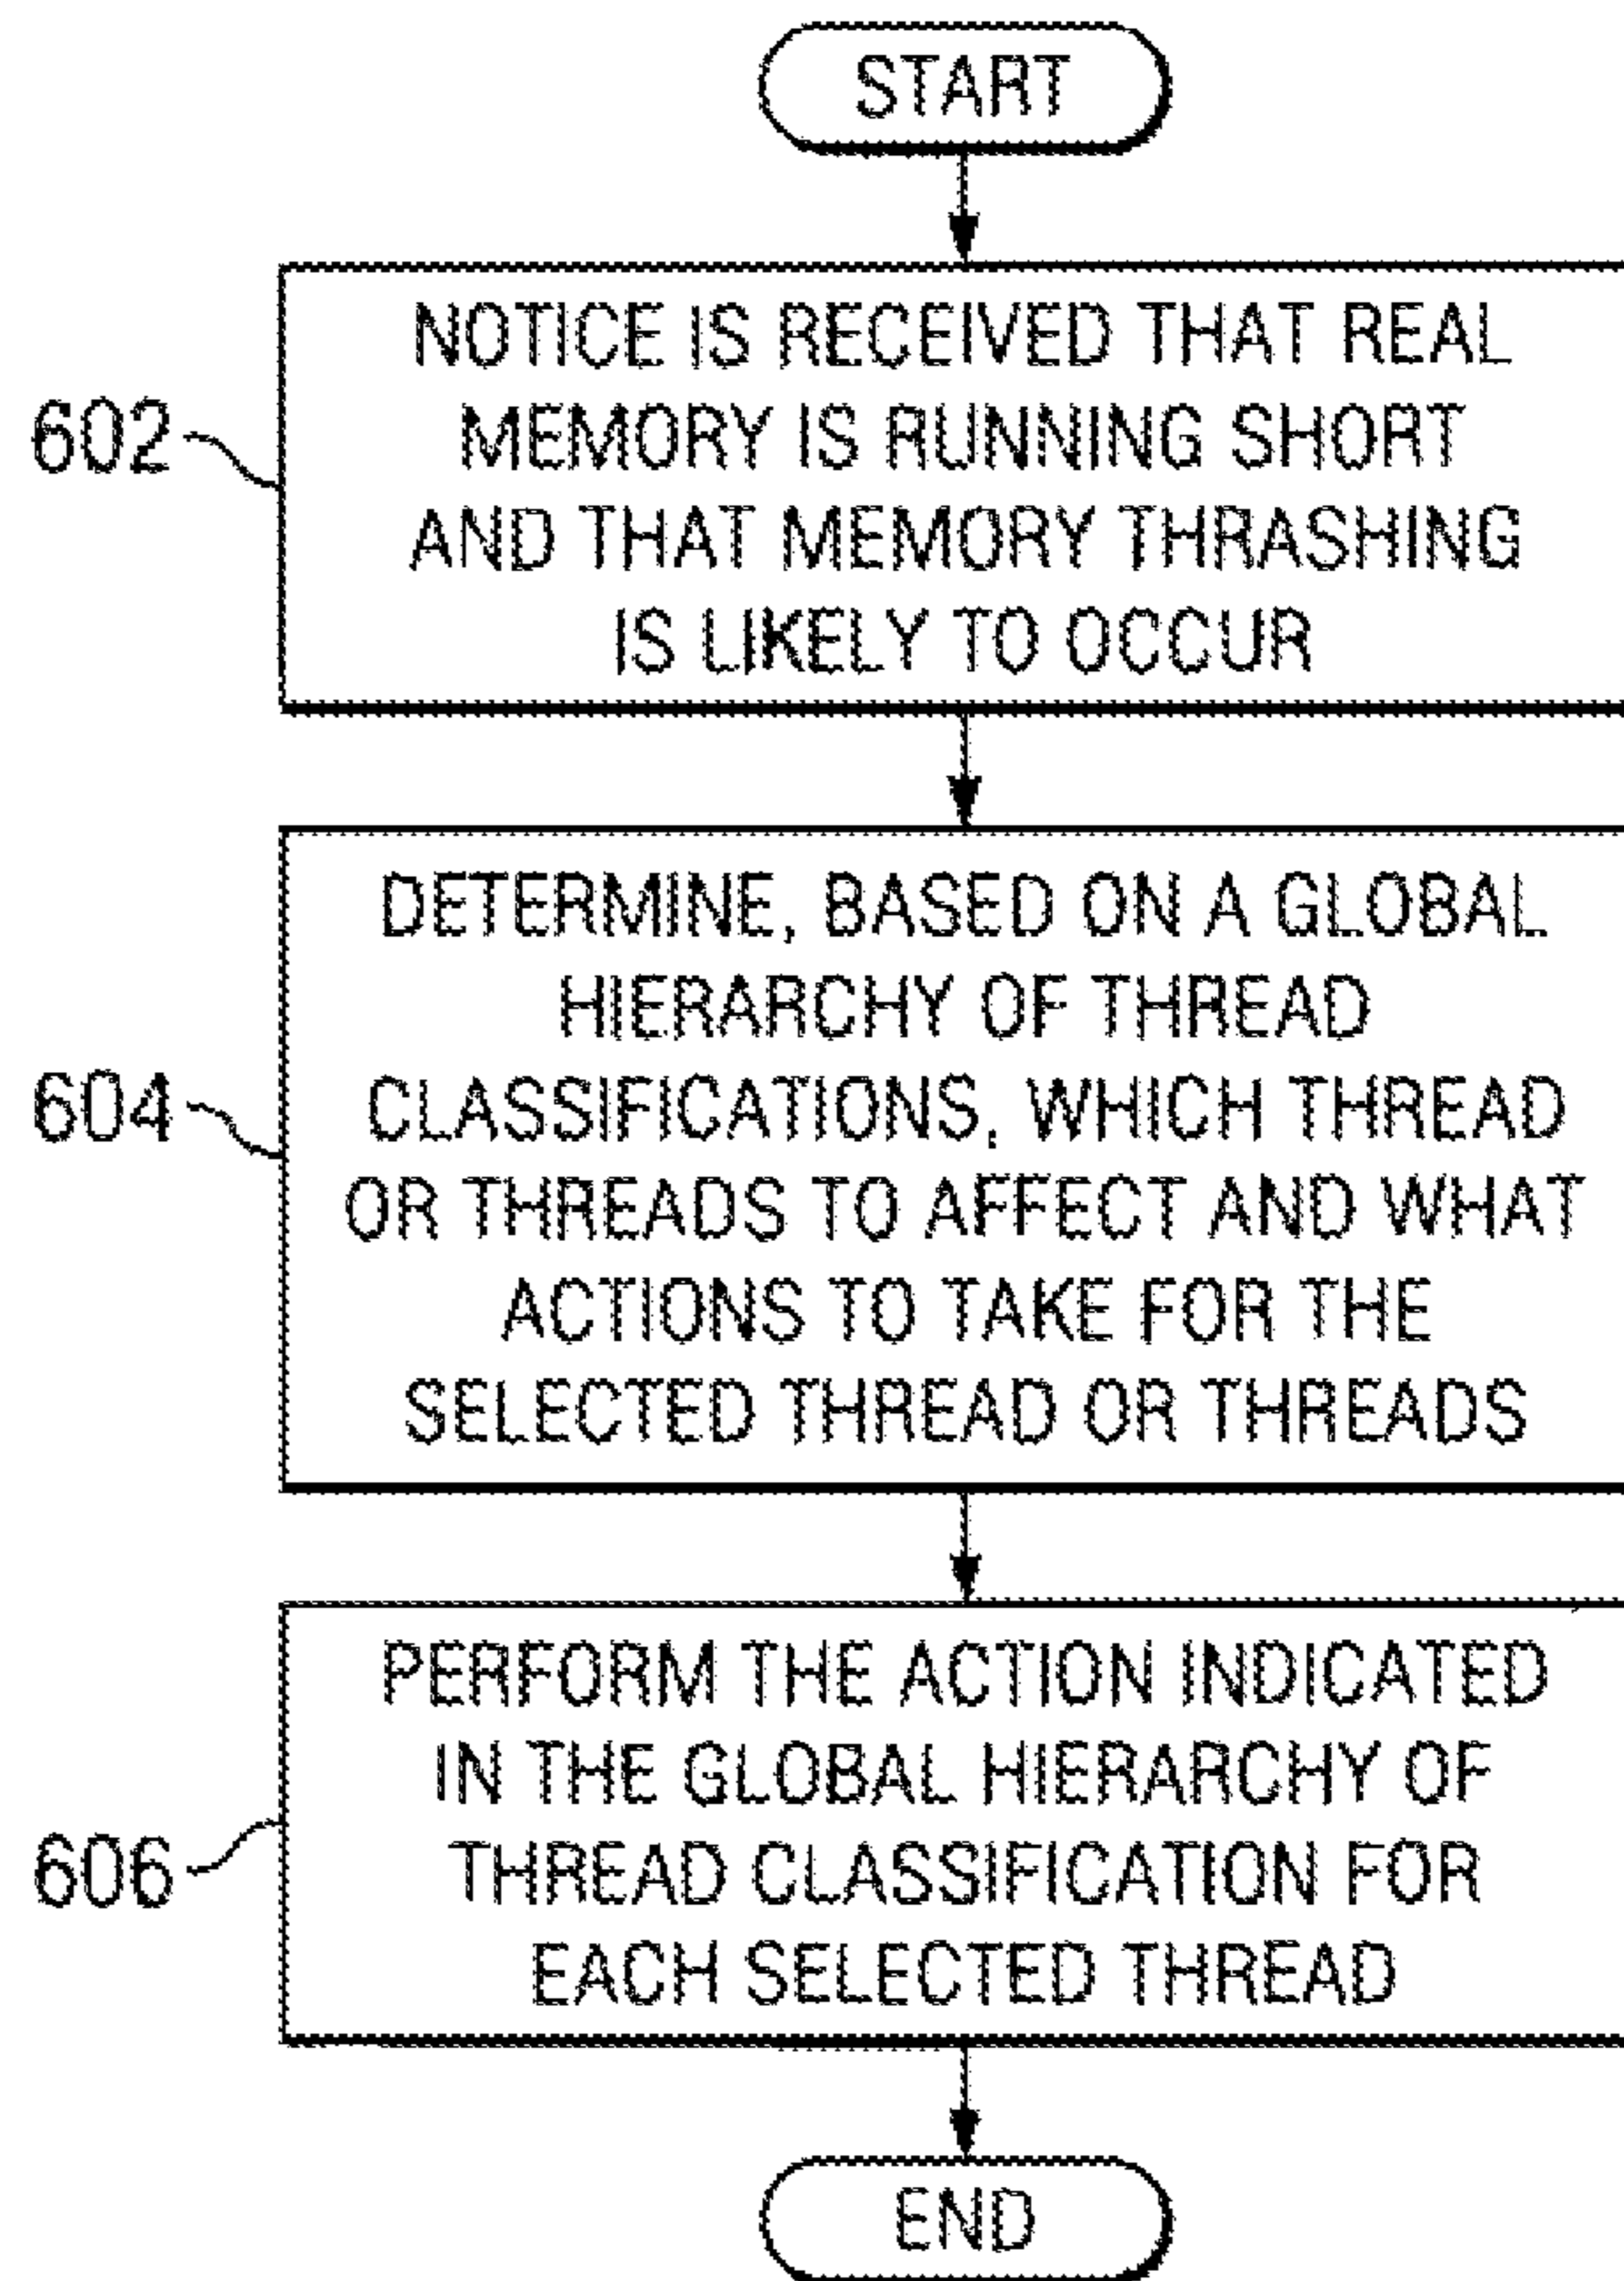 START
NOTICE IS RECEIVED THAT REAL
MEMORY IS RUNNING SHORT
AND THAT MEMORY THRASHING
IS LIKELY TO OCCUR
602
DETERMINE, BASED ON A GLOBAL
HIERARCHY OF THREAD
CLASSIFICATIONS, WHICH THREAD
OR THREADS TO AFFECT AND WHAT
ACTIONS TO TAKE FOR THE
SELECTED THREAD OR THREADS
604
PERFORM THE ACTION INDICATED
IN THE GLOBAL HIERARCHY OF
THREAD CLASSIFICATION FOR
EACH SELECTED THREAD
606
END